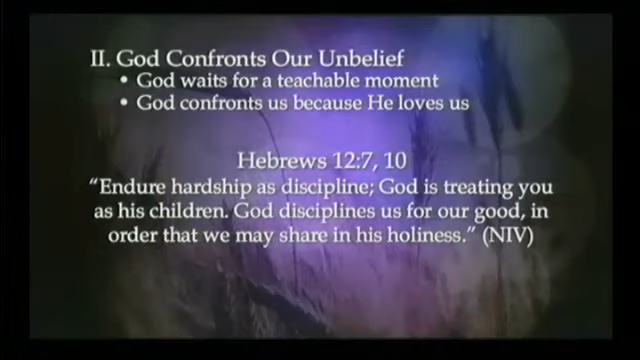 II. God Confronts Our Unbelief
• God waits for a teachable moment
• God confronts us because He loves us
Hebrews 12:7, 10
“Endure hardship as discipline; God is treating you
as his children. God disciplines us for our good, in
order that we may share in his holiness.” (NIV)